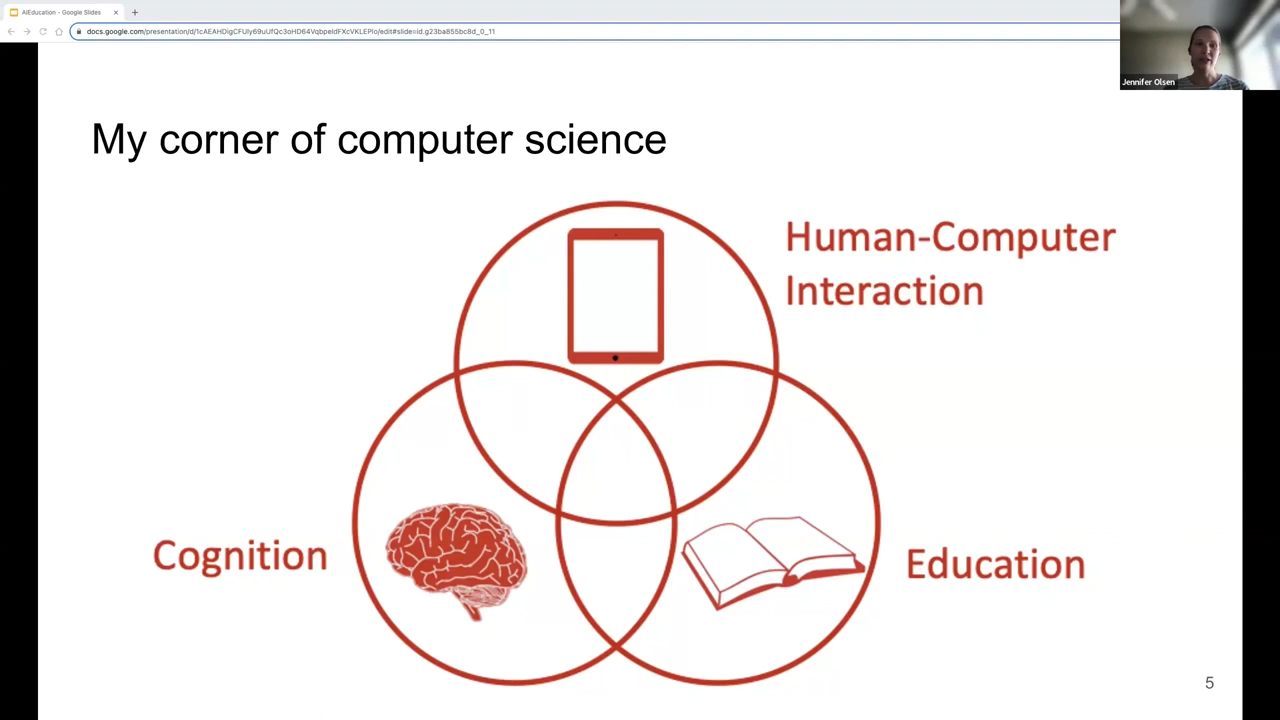 AIEducation - Google Slides
docs.google.com/presentation/d/1cAEAHDigCFUly69uUfQc3oHD64VqbpeldFXcVKLEPlo/edit#slide=id.g23ba855bc8d_0_11
Jennifer Olsen
My corner of computer science
Human-Computer
Interaction
Cognition
Education
5